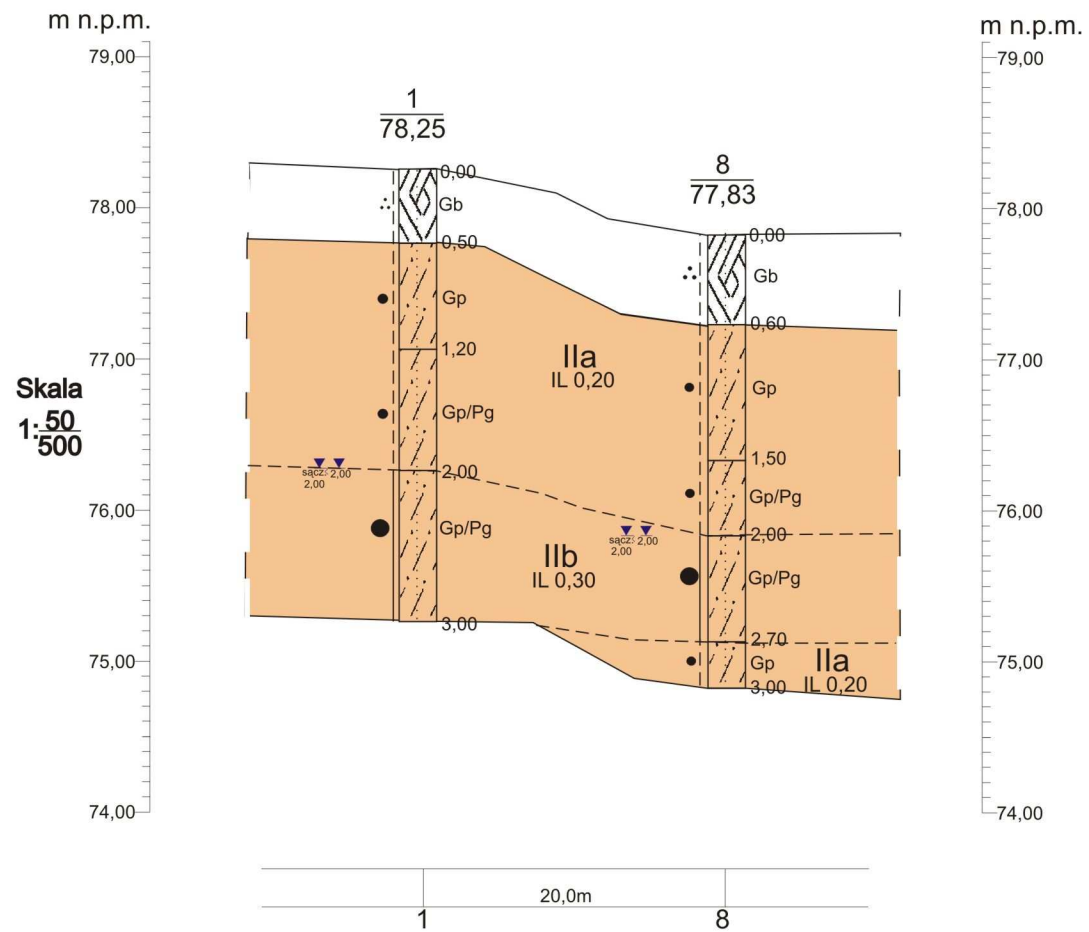 m n.p.m.
m n.p.m.
79,00
79,00
1
78,25
8
77,83
0,00
78,00
Gb
78,00
0,50
0,00
Gb
Gp
0,60
1,20
77,00
77,00
IIa
IL 0,20
Gp
Skala
1:50
500
Gp/Pg
1,50
sącz. 2,00
2,00
2,00
Gp/Pg
76,00
76,00
Gp/Pg
sącz. 2,00
2,00
2,00
IIb
IL 0,30
Gp/Pg
3,00
2,70
75,00
75,00
Gp
IIa
IL 0,20
3,00
74,00
74,00
20,0m
1
8